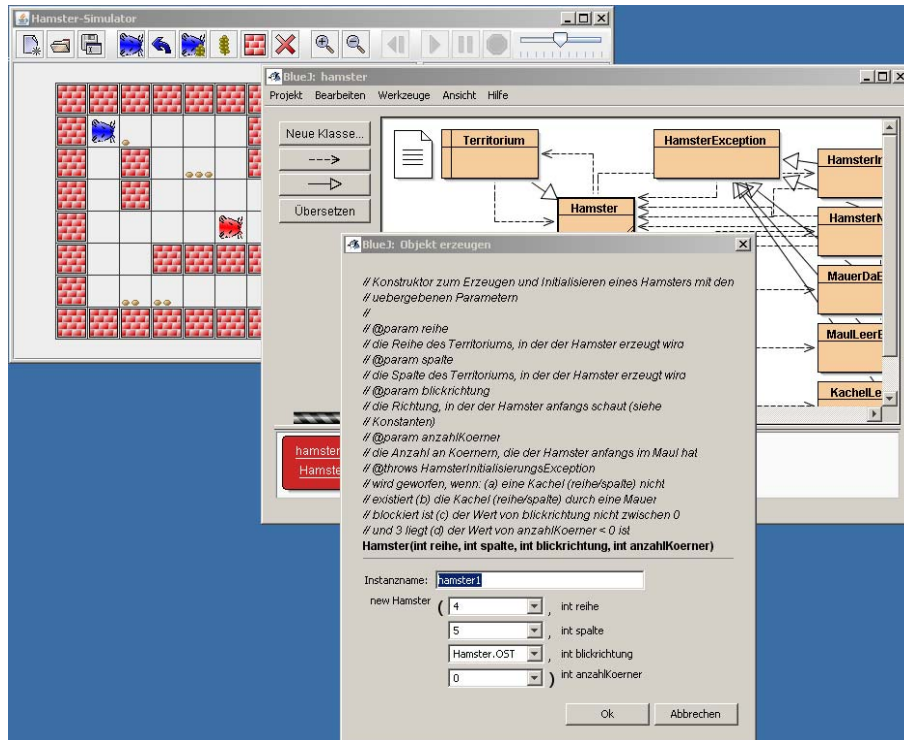 Hamster-Simulator
BlueJ: hamster
Projekt Bearbeiten Werkzeuge Ansicht Hilfe
Neue Klasse...
Übersetzen
Territorium
HamsterException
Hamster
BlueJ: Objekt erzeugen
// Konstruktor zum Erzeugen und Initialisieren eines Hamsters mit den
// uebergebenen Parametern
//
// @param reihe
// die Reihe des Territoriums, in der der Hamster erzeugt wird
// @param spalte
// die Spalte des Territoriums, in der der Hamster erzeugt wird
// @param blickrichtung
// die Richtung, in der der Hamster anfangs schaut (siehe
// Konstanten)
// @param anzahlKoerner
// die Anzahl an Koernern, die der Hamster anfangs im Maul hat
// @throws HamsterInitialisierungsException
// wird geworfen, wenn: (a) eine Kachel (reihe/spalte) nicht
// existiert (b) die Kachel (reihe/spalte) durch eine Mauer
// blockiert ist (c) der Wert von blickrichtung nicht zwischen 0
// und 3 liegt (d) der Wert von anzahlKoerner < 0 ist
Hamster(int reihe, int spalte, int blickrichtung, int anzahlKoerner)
Instanzname: hamster1
new Hamster ( 4 , int reihe
5 , int spalte
Hamster.OST , int blickrichtung
0 ) int anzahlKoerner
Ok Abbrechen
HamsterIn
HamsterN
MauerDaE
MaulLeerE
KachelLe
hamster
Hamste